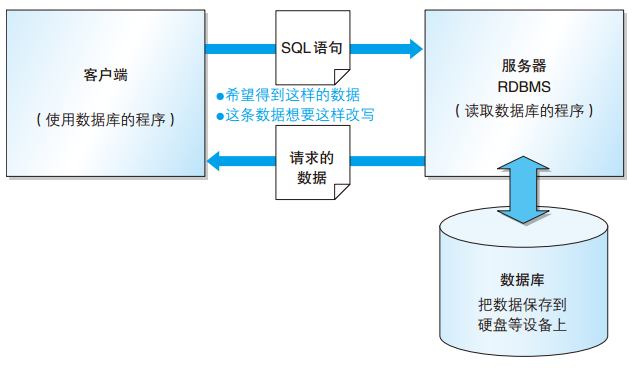 客户端
（使用数据库的程序）
SQL 语句
●希望得到这样的数据
●这条数据想要这样改写
请求的
数据
服务器
RDBMS
（读取数据库的程序）
数据库
把数据保存到
硬盘等设备上